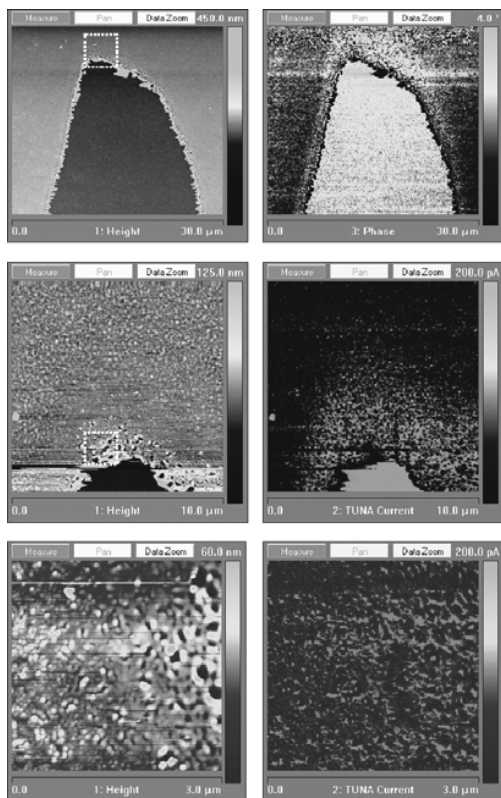 Measure Pan Data Zoom 450.0 nm
0.0 1: Height 30.0 µm
Measure Pan Data Zoom 4.0 °
0.0 3: Phase 30.0 µm
Measure Pan Data Zoom 125.0 nm
0.0 1: Height 10.0 µm
Measure Pan Data Zoom 200.0 pA
0.0 2: TUNA Current 10.0 µm
Measure Pan Data Zoom 60.0 nm
0.0 1: Height 3.0 µm
Measure Pan Data Zoom 200.0 pA
0.0 2: TUNA Current 3.0 µm